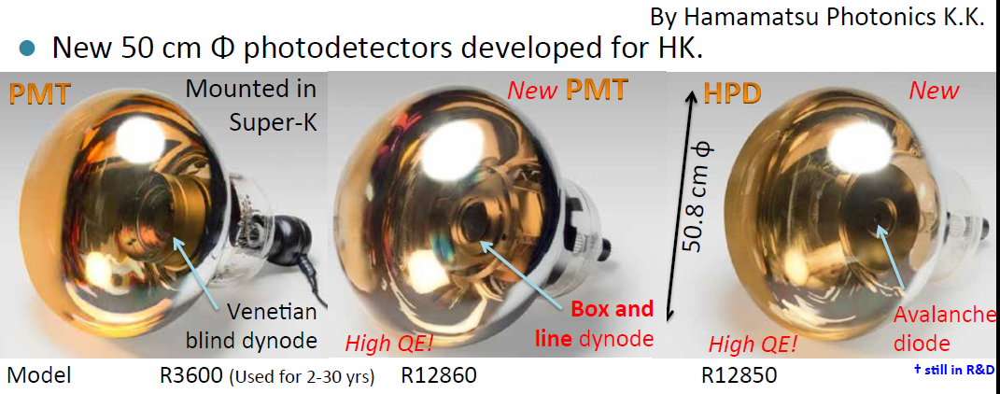 By Hamamatsu Photonics K.K.
• New 50 cm Φ photodetectors developed for HK.
PMT
Mounted in
Super-K
New PMT
HPD
New
50.8 cm ϕ
Venetian
blind dynode
High QE!
Box and
line dynode
High QE!
Avalanche
diode
Model
R3600 (Used for 2-30 yrs)
R12860
R12850
† still in R&D